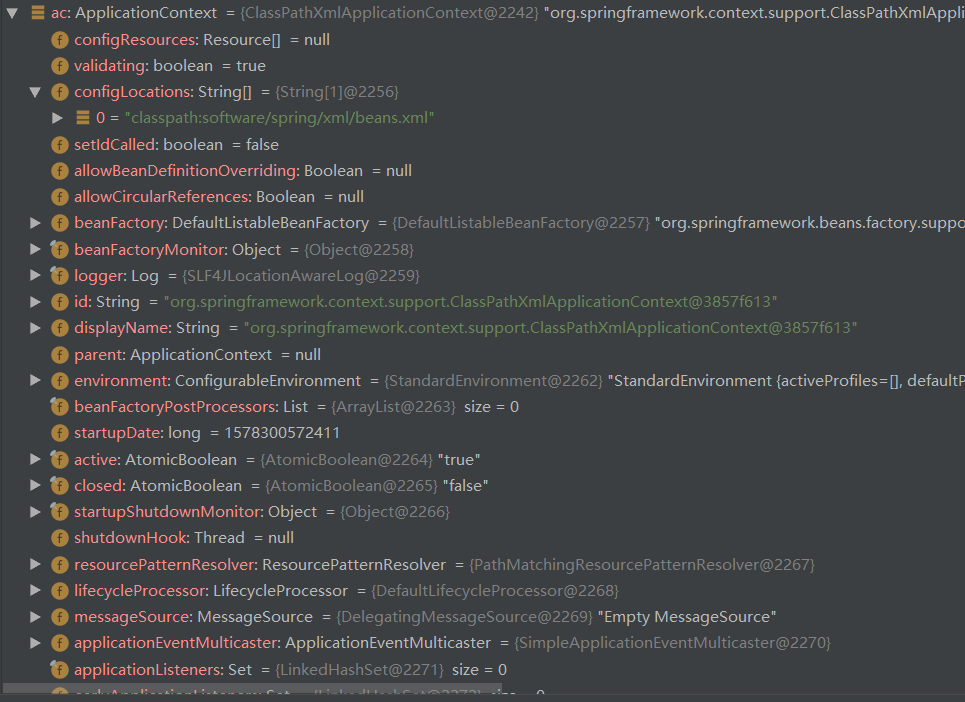 ac: ApplicationContext = {ClassPathXmlApplicationContext@2242} "org.springframework.context.support.ClassPathXmlAppli
f configResources: Resource[] = null
f validating: boolean = true
f configLocations: String[] = {String[1]@2256}
0 = "classpath:software/spring/xml/beans.xml"
f setIdCalled: boolean = false
f allowBeanDefinitionOverriding: Boolean = null
f allowCircularReferences: Boolean = null
f beanFactory: DefaultListableBeanFactory = {DefaultListableBeanFactory@2257} "org.springframework.beans.factory.suppo
f beanFactoryMonitor: Object = {Object@2258}
f logger: Log = {SLF4JLocationAwareLog@2259}
f id: String = "org.springframework.context.support.ClassPathXmlApplicationContext@3857f613"
f displayName: String = "org.springframework.context.support.ClassPathXmlApplicationContext@3857f613"
f parent: ApplicationContext = null
f environment: ConfigurableEnvironment = {StandardEnvironment@2262} "StandardEnvironment {activeProfiles=[], defaultP
f beanFactoryPostProcessors: List = {ArrayList@2263} size = 0
f startupDate: long = 1578300572411
f active: AtomicBoolean = {AtomicBoolean@2264} "true"
f closed: AtomicBoolean = {AtomicBoolean@2265} "false"
f startupShutdownMonitor: Object = {Object@2266}
f shutdownHook: Thread = null
f resourcePatternResolver: ResourcePatternResolver = {PathMatchingResourcePatternResolver@2267}
f lifecycleProcessor: LifecycleProcessor = {DefaultLifecycleProcessor@2268}
f messageSource: MessageSource = {DelegatingMessageSource@2269} "Empty MessageSource"
f applicationEventMulticaster: ApplicationEventMulticaster = {SimpleApplicationEventMulticaster@2270}
f applicationListeners: Set = {LinkedHashSet@2271} size = 0